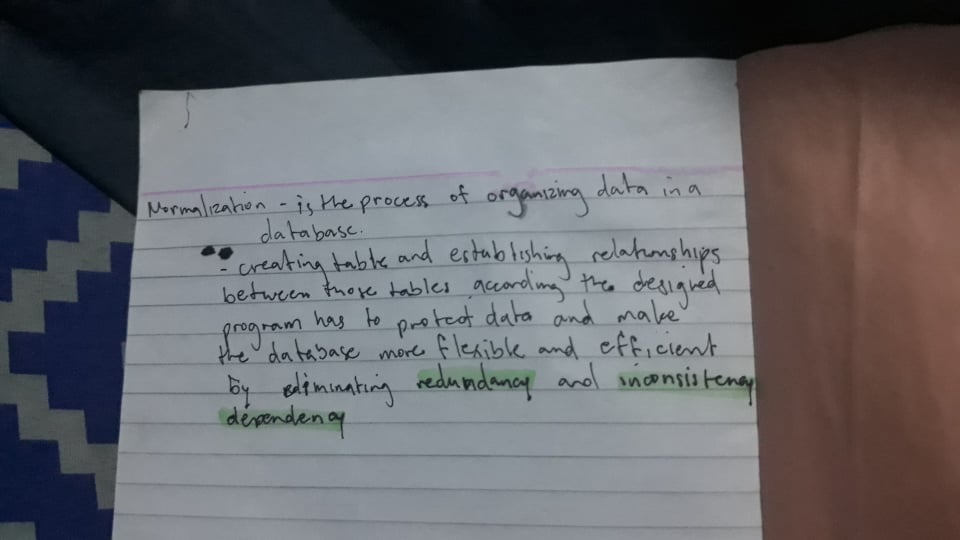 Normalization - is the process of organizing data in a
database.
- creating table and establishing relationships
between those tables according the designed
program has to protect data and make
the database more flexible and efficient
by eliminating redundancy and inconsistency
dependency